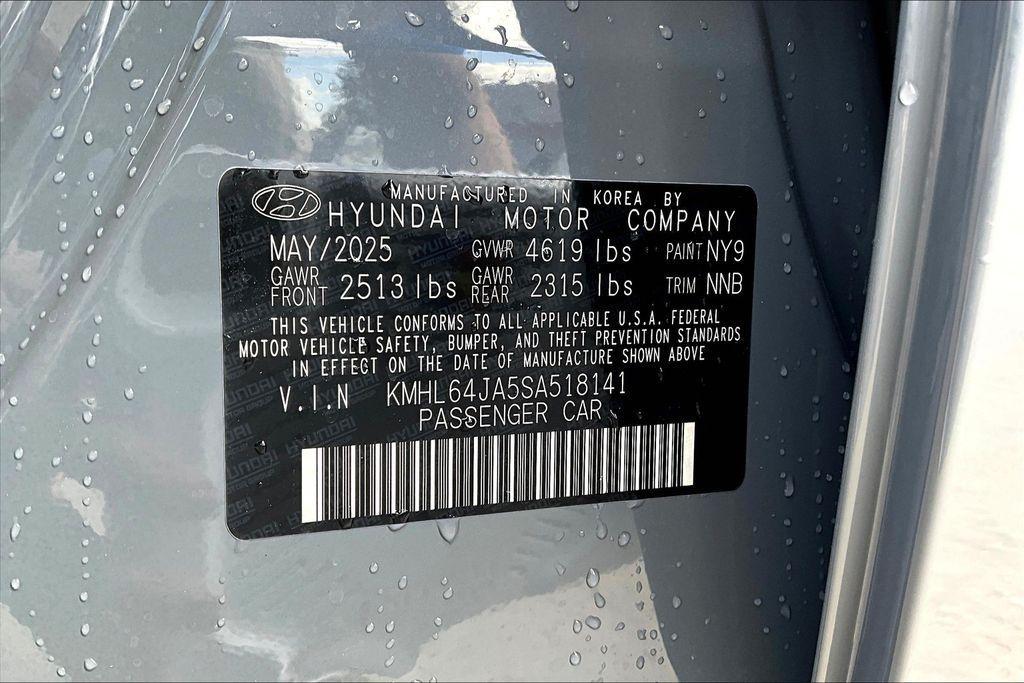 MANUFACTURED IN KOREA BY
HYUNDAI MOTOR COMPANY
MAY/2025 GVWR 4619 lbs PAINT NY9
GAWR FRONT 2513 lbs GAWR REAR 2315 lbs TRIM NNB
THIS VEHICLE CONFORMS TO ALL APPLICABLE U.S.A. FEDERAL
MOTOR VEHICLE SAFETY, BUMPER, AND THEFT PREVENTION STANDARDS
IN EFFECT ON THE DATE OF MANUFACTURE SHOWN ABOVE
V.I.N KMHL64JA5SA518141
PASSENGER CAR